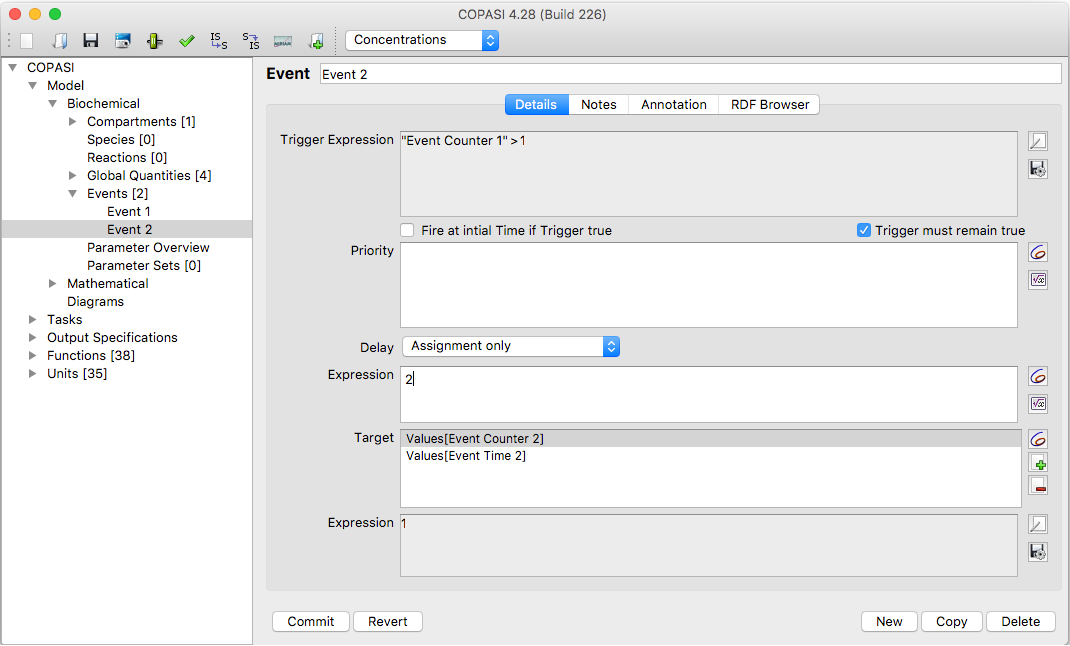 COPASI 4.28 (Build 226)
Concentrations
COPASI
Model
Biochemical
Compartments [1]
Species [0]
Reactions [0]
Global Quantities [4]
Events [2]
Event 1
Event 2
Parameter Overview
Parameter Sets [0]
Mathematical
Diagrams
Tasks
Output Specifications
Functions [38]
Units [35]
Event Event 2
Details Notes Annotation RDF Browser
Trigger Expression "Event Counter 1" >1
Fire at intial Time if Trigger true Trigger must remain true
Priority
Delay Assignment only
Expression 2
Target Values[Event Counter 2]
Values[Event Time 2]
Expression 1
Commit Revert New Copy Delete